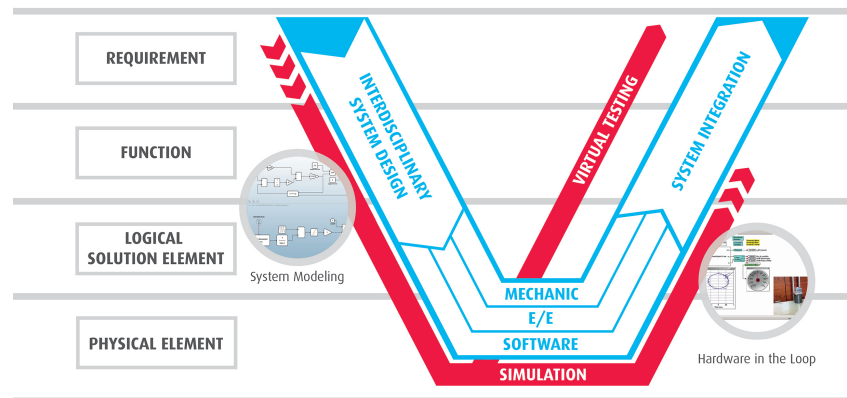 REQUIREMENT
FUNCTION
LOGICAL
SOLUTION ELEMENT
PHYSICAL ELEMENT
System Modeling
INTERDISCIPLINARY
SYSTEM DESIGN
VIRTUAL TESTING
SYSTEM INTEGRATION
MECHANIC
E/E
SOFTWARE
SIMULATION
Hardware in the Loop